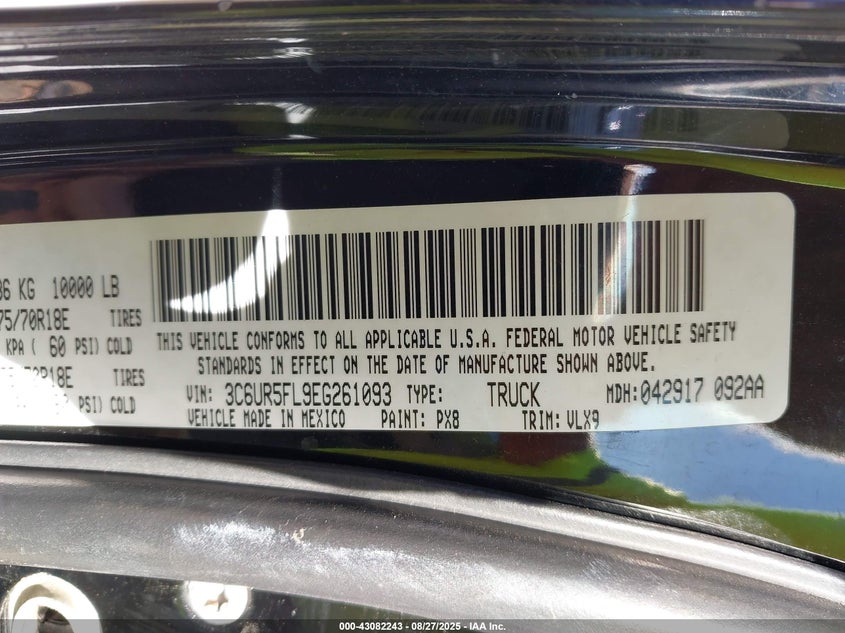 86 KG 10000 LB
75/70R18E TIRES
KPA ( 60 PSI) COLD
70R18E TIRES
PSI) COLD
THIS VEHICLE CONFORMS TO ALL APPLICABLE U.S.A. FEDERAL MOTOR VEHICLE SAFETY
STANDARDS IN EFFECT ON THE DATE OF MANUFACTURE SHOWN ABOVE.
VIN: 3C6UR5FL9EG261093 TYPE: TRUCK MDH: 042917 092AA
VEHICLE MADE IN MEXICO PAINT: PX8 TRIM: VLX9
000-43082243 - 08/27/2025 - IAA Inc.